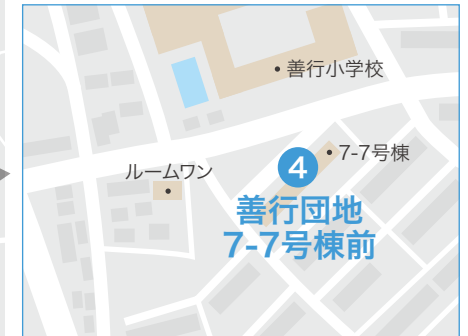 ・善行小学校
・7-7号棟
ルームワン
4
善行団地
7-7号棟前